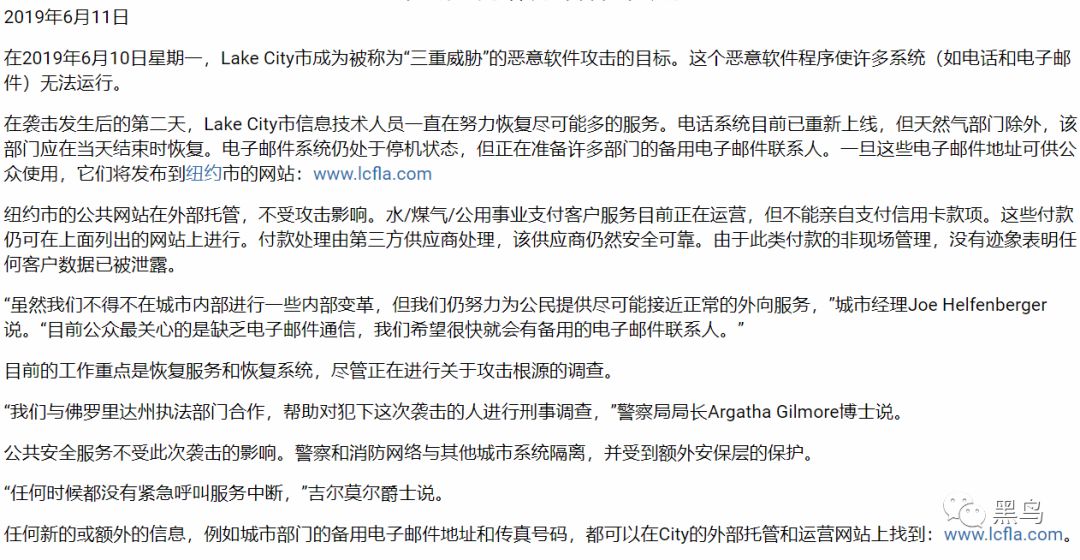 2019年6月11日
在2019年6月10日星期一，Lake City市成为被称为“三重威胁”的恶意软件攻击的目标。这个恶意软件程序使许多系统（如电话和电子邮
件）无法运行。
在袭击发生后的第二天，Lake City市信息技术人员一直在努力恢复尽可能多的服务。电话系统目前已重新上线，但天然气部门除外，该
部门应在当天结束时恢复。电子邮件系统仍处于停机状态，但正在准备许多部门的备用电子邮件联系人。一旦这些电子邮件地址可供公
众使用，它们将发布到纽约市的网站：www.lcfla.com
纽约市的公共网站在外部托管，不受攻击影响。水/煤气/公用事业支付客户服务目前正在运营，但不能亲自支付信用卡款项。这些付款
仍可在上面列出的网站上进行。付款处理由第三方供应商处理，该供应商仍然安全可靠。由于此类付款的非现场管理，没有迹象表明任
何客户数据已被泄露。
“虽然我们不得不在城市内部进行一些内部变革，但我们仍努力为公民提供尽可能接近正常的外向服务，”城市经理Joe Helfenberger
说。“目前公众最关心的是缺乏电子邮件通信，我们希望很快就会有备用的电子邮件联系人。”
目前的工作重点是恢复服务和恢复系统，尽管正在进行关于攻击根源的调查。
“我们与佛罗里达州执法部门合作，帮助对犯下这次袭击的人进行刑事调查，”警察局局长Argatha Gilmore博士说。
公共安全服务不受此次袭击的影响。警察和消防网络与其他城市系统隔离，并受到额外安保层的保护。
“任何时候都没有紧急呼叫服务中断，”吉尔莫尔爵士说。
任何新的或额外的信息，例如城市部门的备用电子邮件地址和传真号码，都可以在City的外部托管和运营网站上找到：www.lcfla.com。
黑鸟